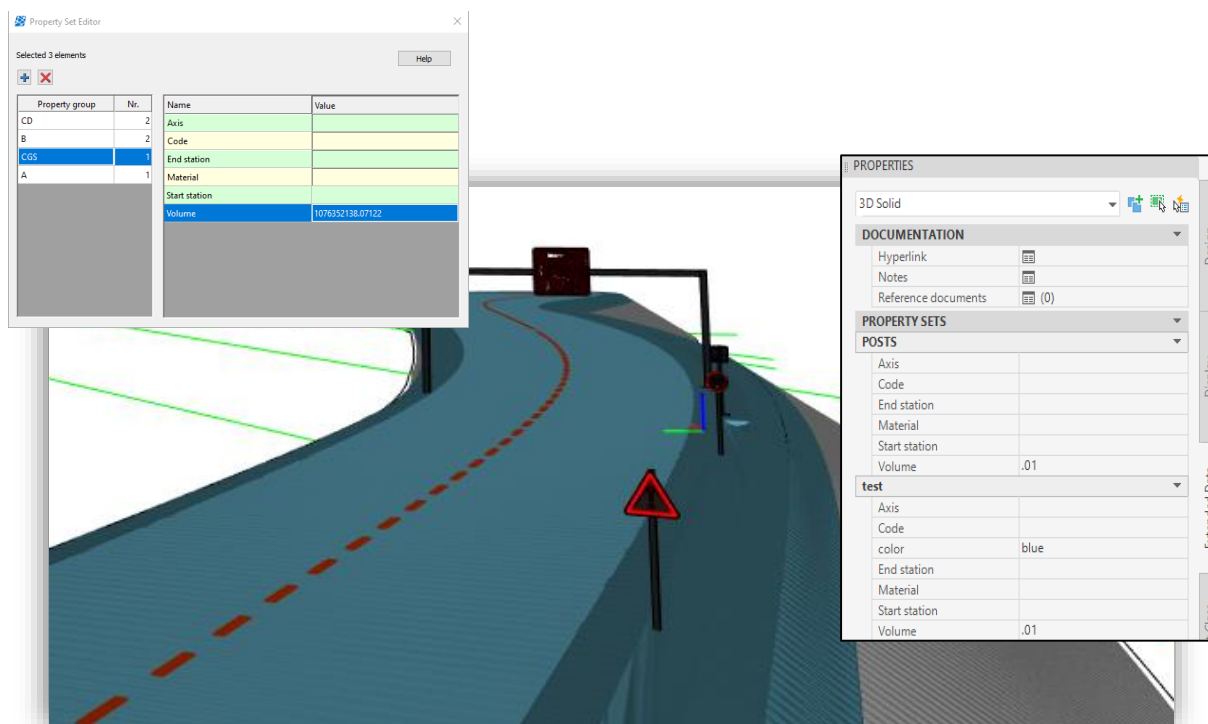 Property Set Editor
Selected 3 elements
Help
Property group Nr.
CD 2
B 2
CGS 1
A 1
Name Value
Axis
Code
End station
Material
Start station
Volume 1076352138.07122
PROPERTIES
3D Solid
DOCUMENTATION
Hyperlink
Notes
Reference documents (0)
PROPERTY SETS
POSTS
Axis
Code
End station
Material
Start station
Volume .01
test
Axis
Code
color blue
End station
Material
Start station
Volume .01